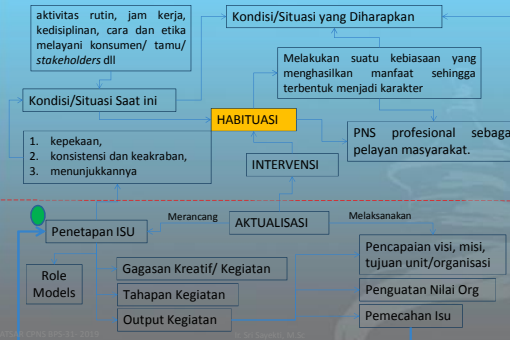 aktivitas rutin, jam kerja,
kedisiplinan, cara dan etika
melayani konsumen/ tamu/
stakeholders dll
Kondisi/Situasi yang Diharapkan
Melakukan suatu kebiasaan yang
menghasilkan manfaat sehingga
terbentuk menjadi karakter
Kondisi/Situasi Saat ini
HABITUASI
1. kepekaan,
2. konsistensi dan keakraban,
3. menunjukkannya
PNS profesional sebaga
pelayan masyarakat.
INTERVENSI
Merancang
AKTUALISASI
Melaksanakan
Penetapan ISU
Pencapaian visi, misi,
tujuan unit/organisasi
Role
Models
Gagasan Kreatif/ Kegiatan
Tahapan Kegiatan
Penguatan Nilai Org
Output Kegiatan
Pemecahan Isu